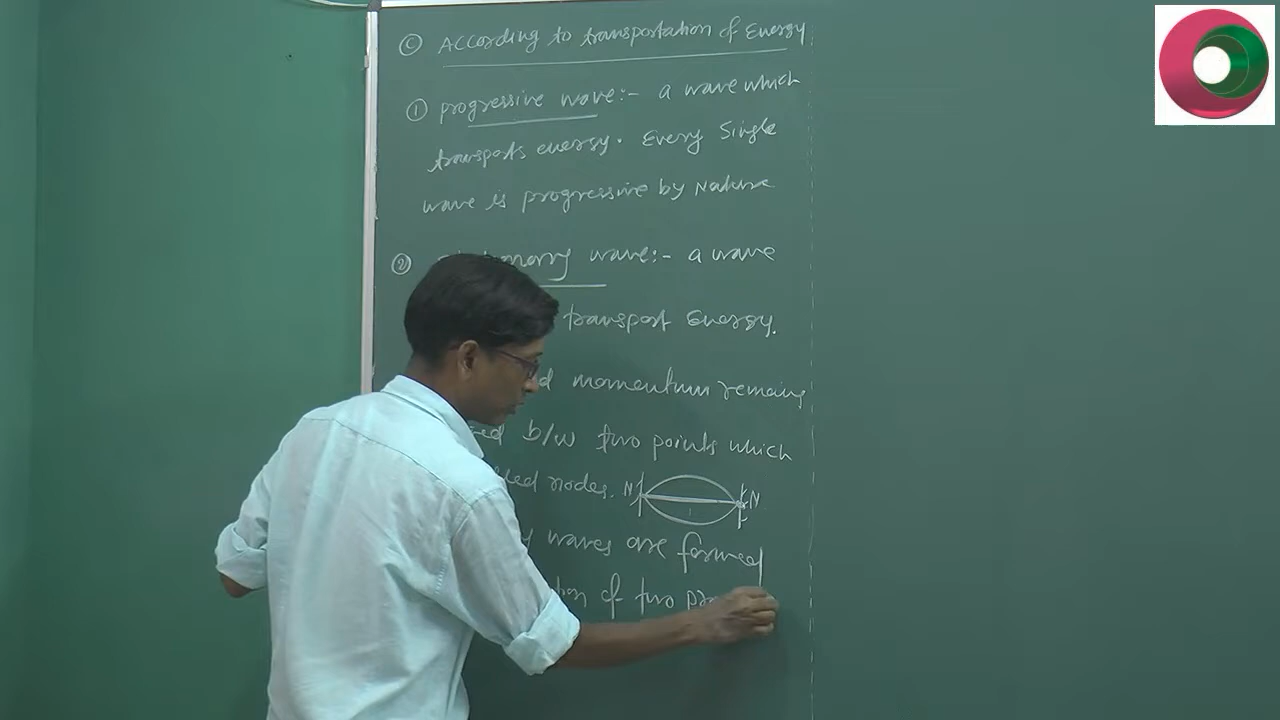 Ⓒ According to transportation of Energy
① progressive wave:- a wave which
transports energy. Every Single
wave is progressive by Nature
② wave:- a wave
transport Energy.
momentum remains
b/w two points which
nodes. N N
waves are formed
of two